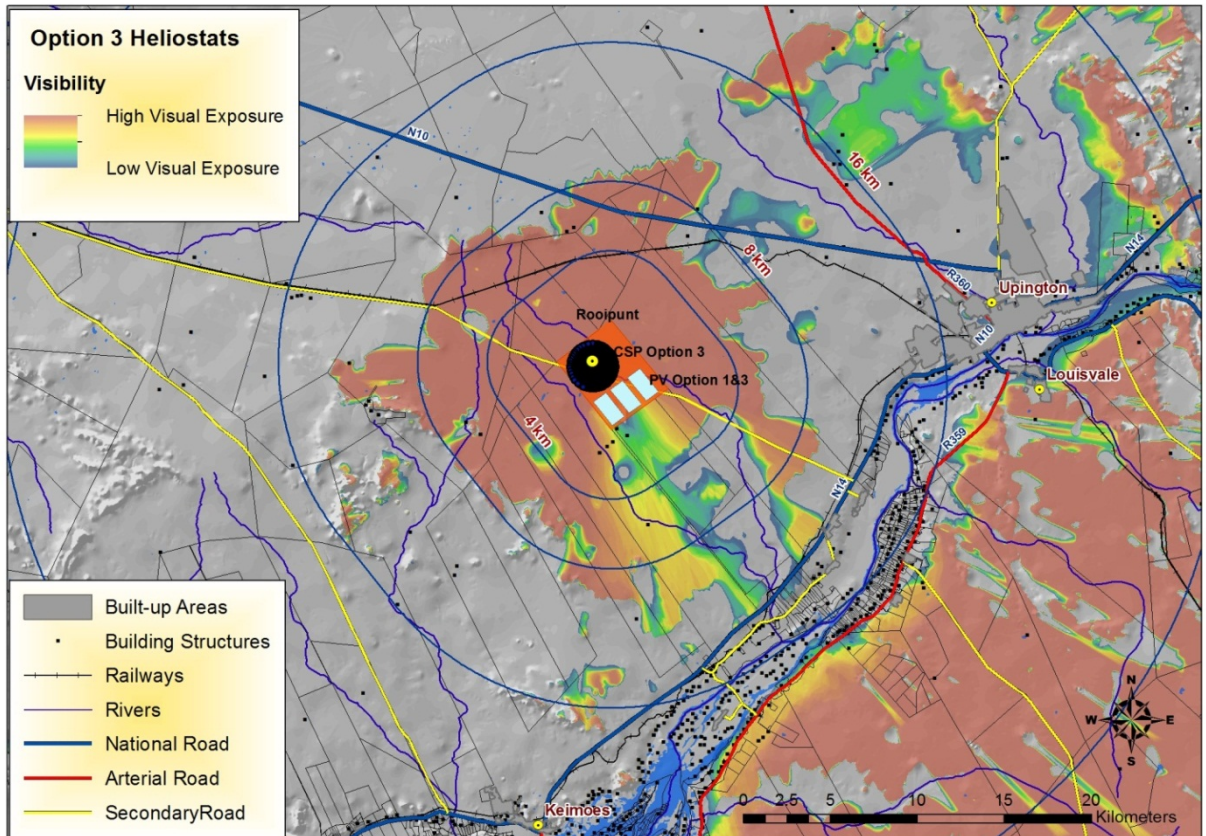 Option 3 Heliostats
Visibility
High Visual Exposure
Low Visual Exposure
N10
16 km
8 km
R360
N14
Upington
Rooipunt
N10
CSP Option 3
PV Option 1&3
Louisvale
4 km
R359
N14
Built-up Areas
Building Structures
Railways
Rivers
National Road
Arterial Road
SecondaryRoad
N
W E
S
Keimoes
0 2.5 5 10 15 20
Kilometers